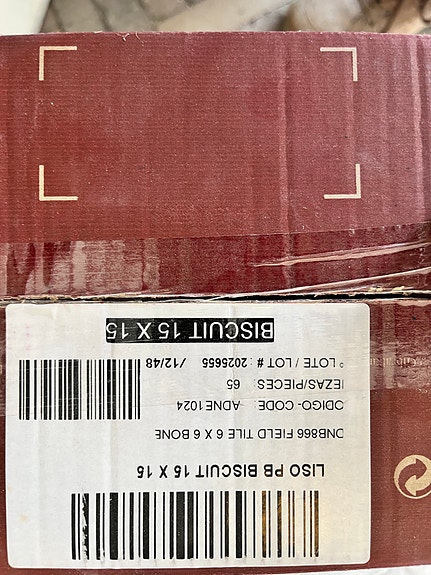 LISO PB BISCUIT 15 X 15
DNB866 FIELD TILE 6 X 6 BONE
ODIGO- CODE: ADNE1024
IEZAS/PIECES: 65
º LOTE / LOT # : 2025655 /12/48
BISCUIT 15 X 15